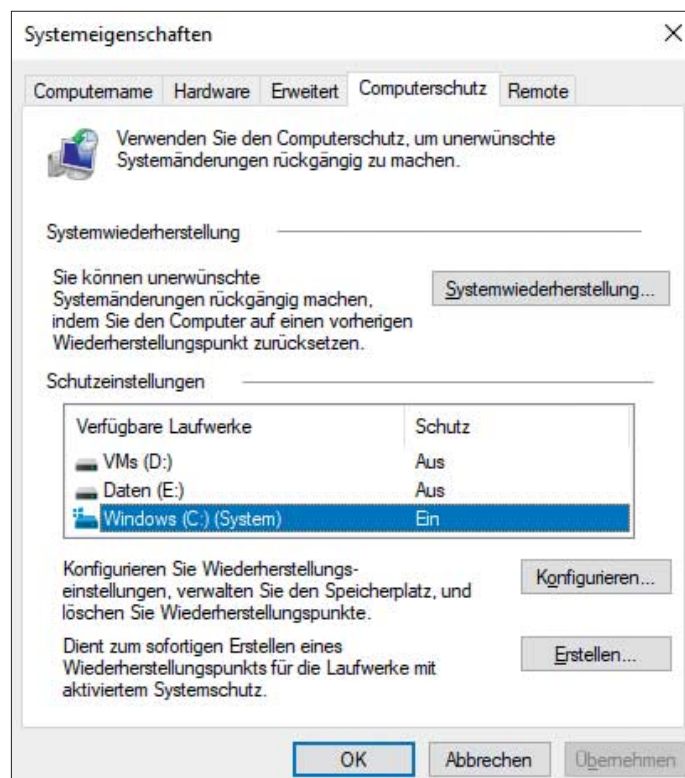 Systemeigenschaften
Computername Hardware Erweitert Computerschutz Remote
Verwenden Sie den Computerschutz, um unerwünschte
Systemänderungen rückgängig zu machen.
Systemwiederherstellung
Sie können unerwünschte
Systemänderungen rückgängig machen,
indem Sie den Computer auf einen vorherigen
Wiederherstellungspunkt zurücksetzen.
Systemwiederherstellung...
Schutzeinstellungen
Verfügbare Laufwerke Schutz
VMs (D:) Aus
Daten (E:) Aus
Windows (C:) (System) Ein
Konfigurieren Sie Wiederherstellungs-
einstellungen, verwalten Sie den Speicherplatz, und
löschen Sie Wiederherstellungspunkte.
Konfigurieren...
Dient zum sofortigen Erstellen eines
Wiederherstellungspunkts für die Laufwerke mit
aktiviertem Systemschutz.
Erstellen...
OK Abbrechen Übernehmen